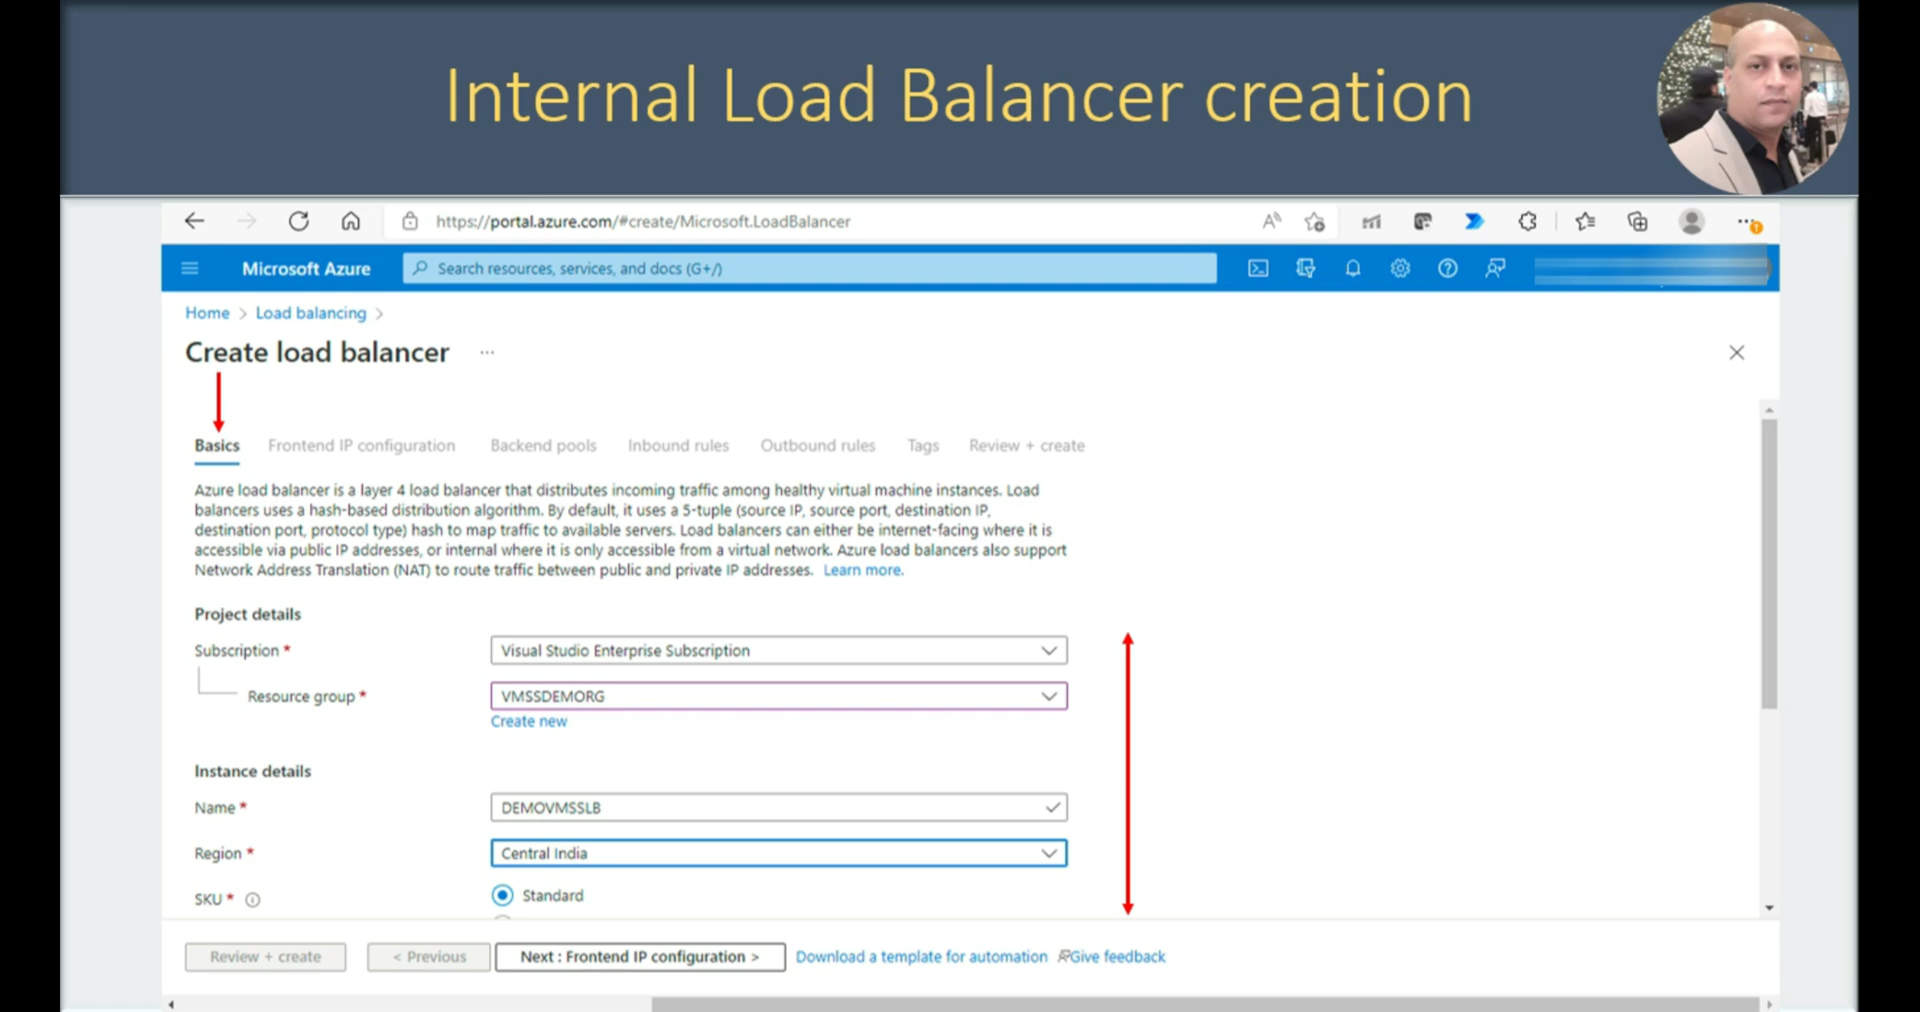 Internal Load Balancer creation
https://portal.azure.com/#create/Microsoft.LoadBalancer
Microsoft Azure
Search resources, services, and docs (G+/)
Home > Load balancing >
Create load balancer ...
Basics Frontend IP configuration Backend pools Inbound rules Outbound rules Tags Review + create
Azure load balancer is a layer 4 load balancer that distributes incoming traffic among healthy virtual machine instances. Load
balancers uses a hash-based distribution algorithm. By default, it uses a 5-tuple (source IP, source port, destination IP,
destination port, protocol type) hash to map traffic to available servers. Load balancers can either be internet-facing where it is
accessible via public IP addresses, or internal where it is only accessible from a virtual network. Azure load balancers also support
Network Address Translation (NAT) to route traffic between public and private IP addresses. Learn more.
Project details
Subscription * Visual Studio Enterprise Subscription
Resource group * VMSSDEMORG
Create new
Instance details
Name * DEMOVMSSLB
Region * Central India
SKU * Standard
Review + create < Previous Next : Frontend IP configuration > Download a template for automation Give feedback